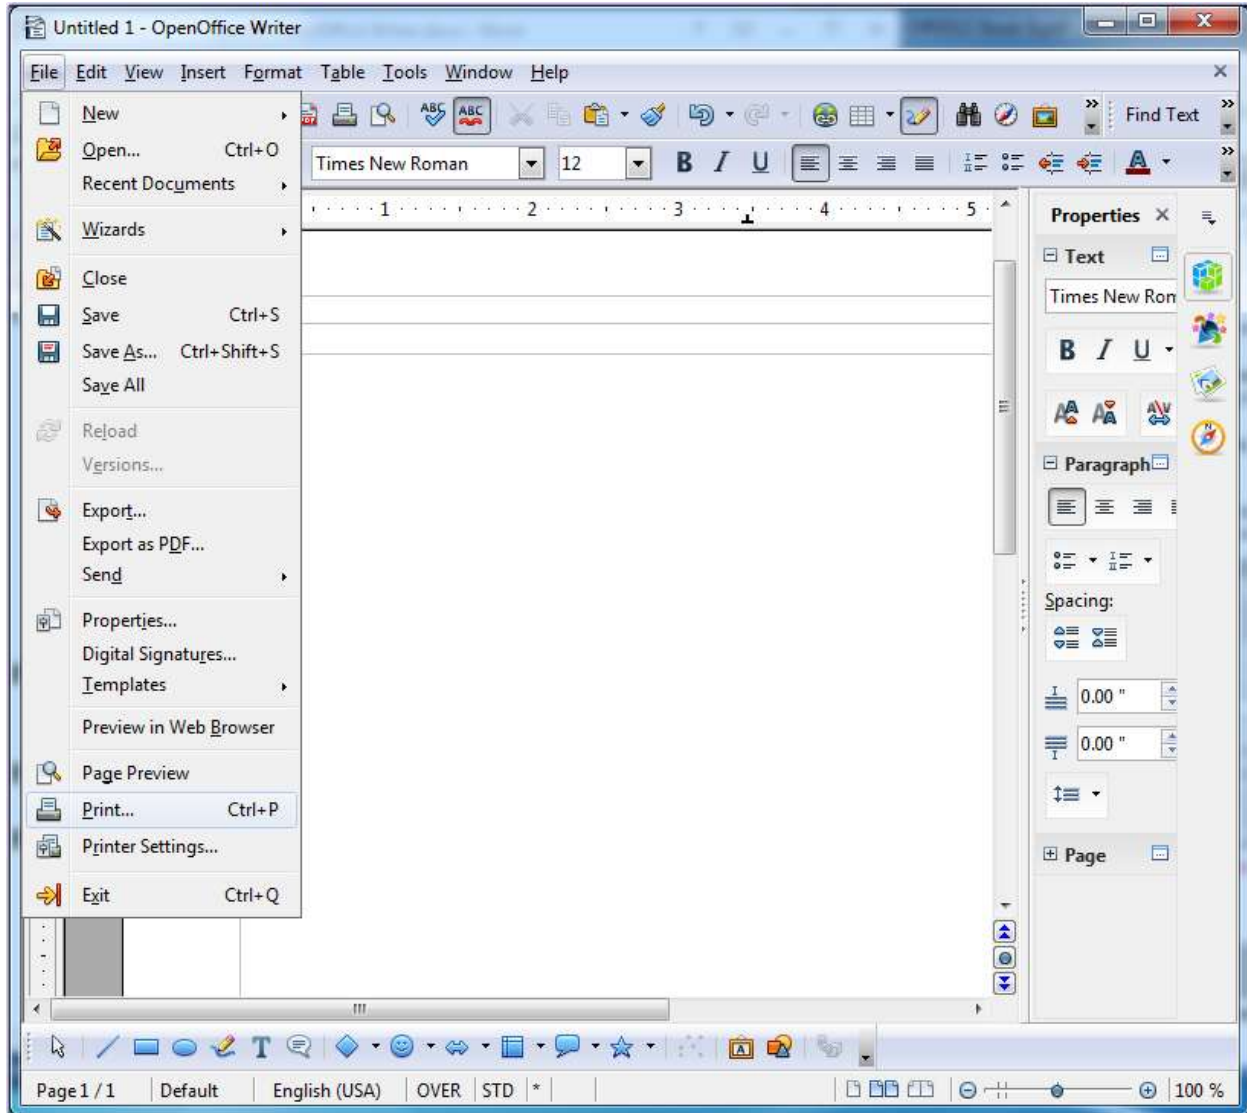 Untitled 1 - OpenOffice Writer
File Edit View Insert Format Table Tools Window Help
New
Find Text
Open... Ctrl+O
Times New Roman 12 B I U
Recent Documents
1 2 3 4 5
Properties
Wizards
Text
Close
Times New Rom
Save Ctrl+S
Save As... Ctrl+Shift+S
B I U
Save All
Reload
Versions...
Paragraph
Export...
Export as PDF...
Send
Spacing:
Properties...
Digital Signatures...
Templates
0.00 "
Preview in Web Browser
0.00 "
Page Preview
Print... Ctrl+P
Printer Settings...
Page
Exit Ctrl+Q
Page 1 / 1 Default English (USA) OVER STD * 100 %